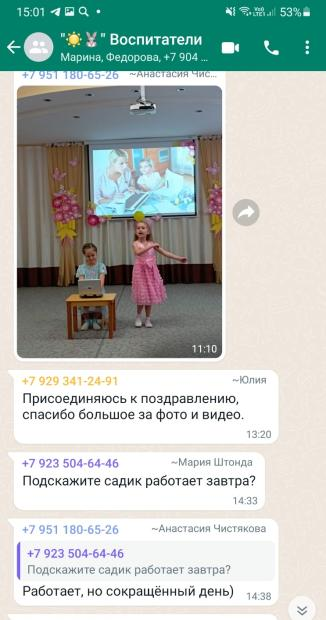 15:01
53%
"☀️🐰" Воспитатели
Марина, Федорова, +7 904 ...
+7 951 180-65-26 ~Анастасия Чис...
11:10
+7 929 341-24-91 ~Юлия
Присоединяюсь к поздравлению,
спасибо большое за фото и видео.
13:20
+7 923 504-64-46 ~Мария Штонда
Подскажите садик работает завтра?
14:33
+7 951 180-65-26 ~Анастасия Чистякова
+7 923 504-64-46
Подскажите садик работает завтра?
Работает, но сокращённый день)
14:38